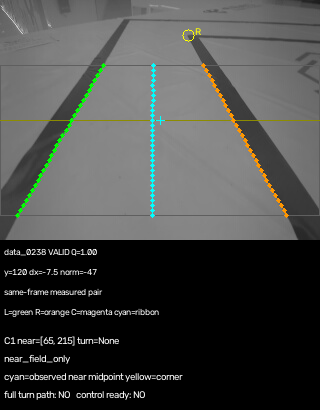 R
data_0238 VALID Q=1.00
y=120 dx=-7.5 norm=-47
same-frame measured pair
L=green R=orange C=magenta cyan=ribbon
C1 near=[65, 215] turn=None
near_field_only
cyan=observed near midpoint yellow=corner
full turn path: NO control ready: NO